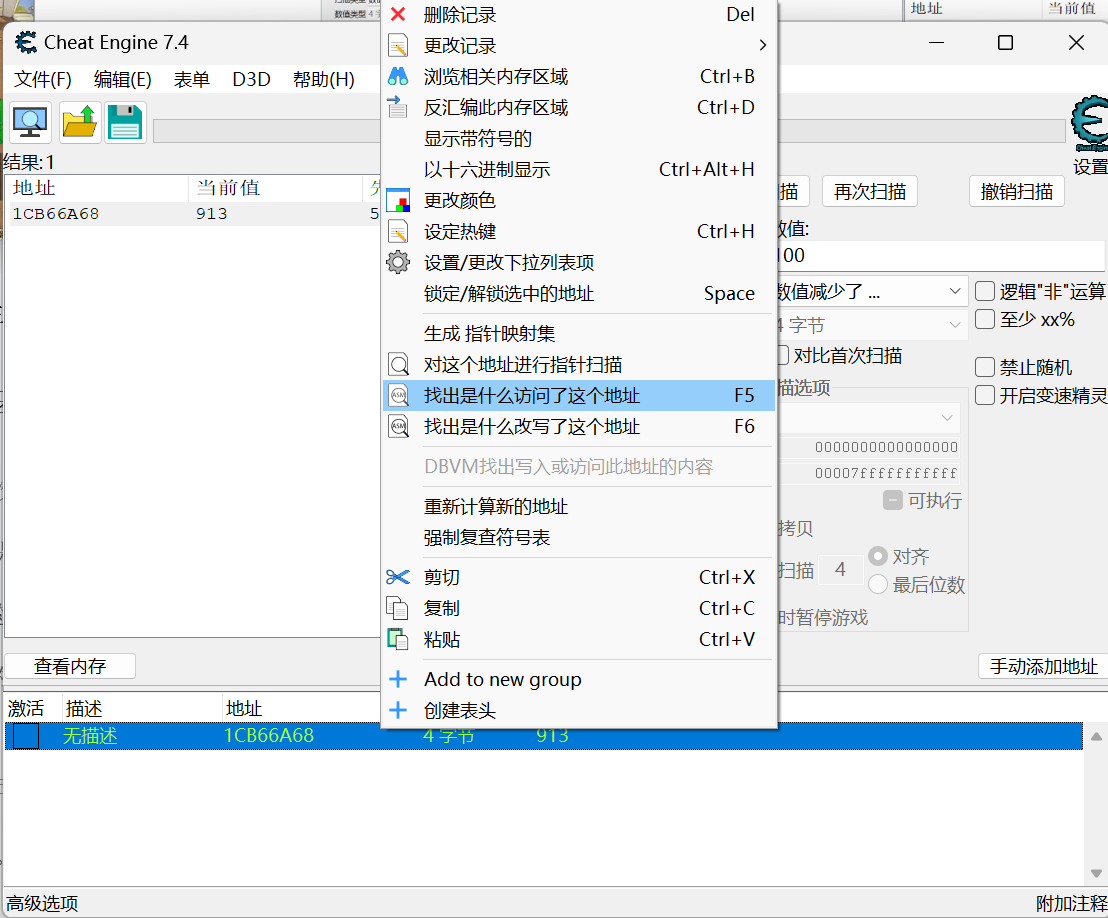 数值类型 4 字
地址
当前值
Cheat Engine 7.4
文件(F) 编辑(E) 表单 D3D 帮助(H)
设置
结果:1
地址 当前值
1CB66A68 913 5
删除记录 Del
更改记录
浏览相关内存区域 Ctrl+B
反汇编此内存区域 Ctrl+D
显示带符号的
以十六进制显示 Ctrl+Alt+H
更改颜色
设定热键 Ctrl+H
设置/更改下拉列表项
锁定/解锁选中的地址 Space
生成 指针映射集
对这个地址进行指针扫描
找出是什么访问了这个地址 F5
找出是什么改写了这个地址 F6
DBVM找出写入或访问此地址的内容
重新计算新的地址
强制复查符号表
剪切 Ctrl+X
复制 Ctrl+C
粘贴 Ctrl+V
Add to new group
创建表头
描 再次扫描 撤销扫描
数值:
100
数值减少了 ... 逻辑"非"运算
4 字节 至少 xx%
对比首次扫描
禁止随机
描选项 开启变速精灵
0000000000000000
00007fffffffffff
可执行
拷贝
扫描 4 对齐
最后位数
时暂停游戏
查看内存 手动添加地址
激活 描述 地址
无描述 1CB66A68 4 字节 913
高级选项 附加注释